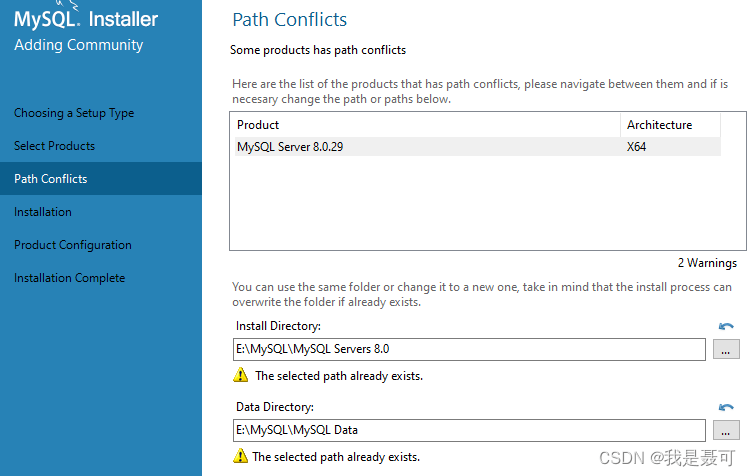 MySQL. Installer
Adding Community
Choosing a Setup Type
Select Products
Path Conflicts
Installation
Product Configuration
Installation Complete
Path Conflicts
Some products has path conflicts
Here are the list of the products that has path conflicts, please navigate between them and if is
necesary change the path or paths below.
Product Architecture
MySQL Server 8.0.29 X64
2 Warnings
You can use the same folder or change it to a new one, take in mind that the install process can
overwrite the folder if already exists.
Install Directory:
E:\MySQL\MySQL Servers 8.0
...
The selected path already exists.
Data Directory:
E:\MySQL\MySQL Data
...
The selected path already exists.
CSDN @我是聂可